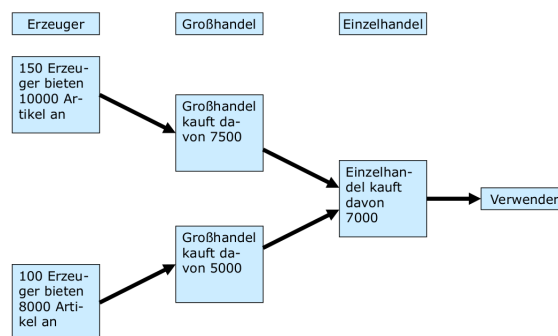 Erzeuger
Großhandel
Einzelhandel
150 Erzeu-
ger bieten
10000 Ar-
tikel an
Großhandel
kauft da-
von 7500
Einzelhan-
del kauft
davon
7000
Verwender
Großhandel
kauft da-
von 5000
100 Erzeu-
ger bieten
8000 Arti-
kel an